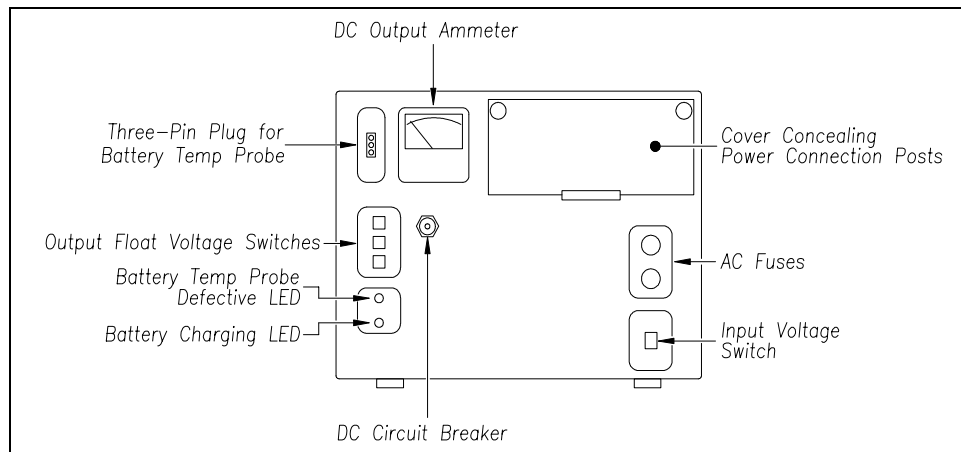 DC Output Ammeter
Three-Pin Plug for
Battery Temp Probe
Cover Concealing
Power Connection Posts
Output Float Voltage Switches
AC Fuses
Battery Temp Probe
Defective LED
Battery Charging LED
Input Voltage
Switch
DC Circuit Breaker